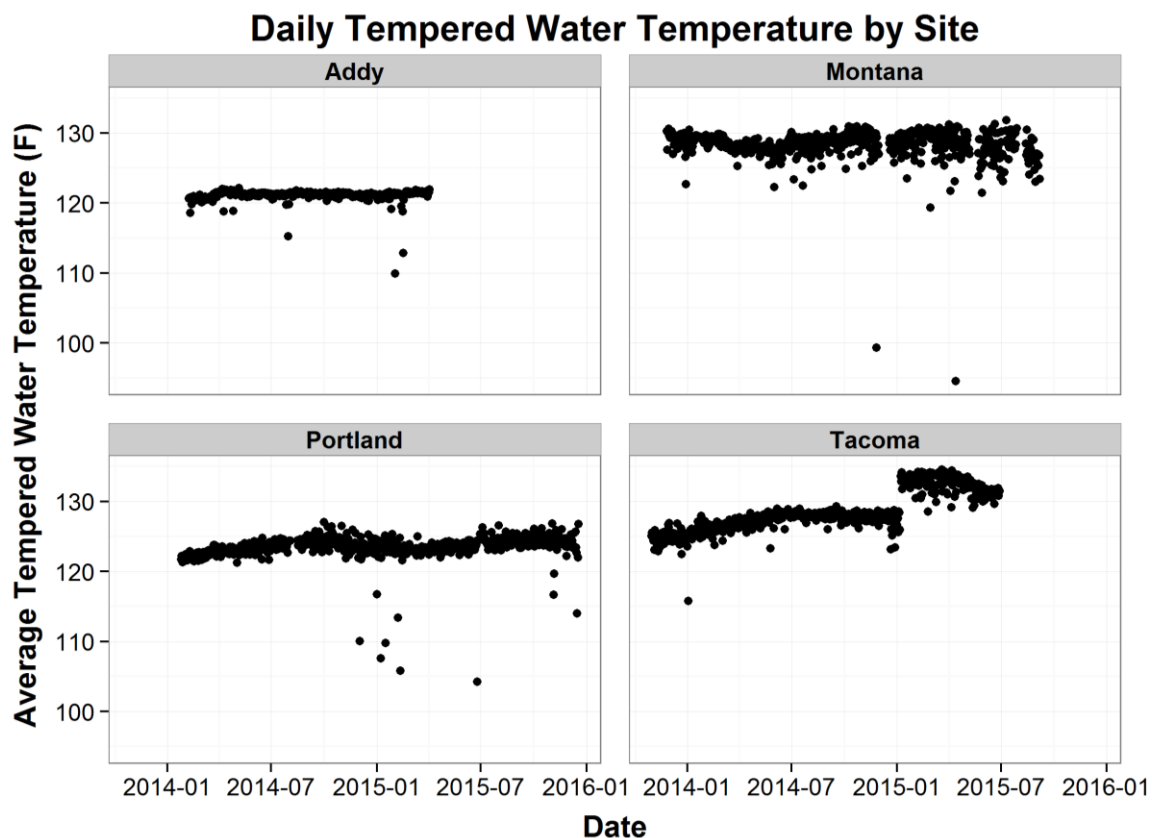 Daily Tempered Water Temperature by Site
Addy
Montana
Average Tempered Water Temperature (F)
130
120
110
100
Portland
Tacoma
130
120
110
100
2014-01 2014-07 2015-01 2015-07 2016-01
2014-01 2014-07 2015-01 2015-07 2016-01
Date